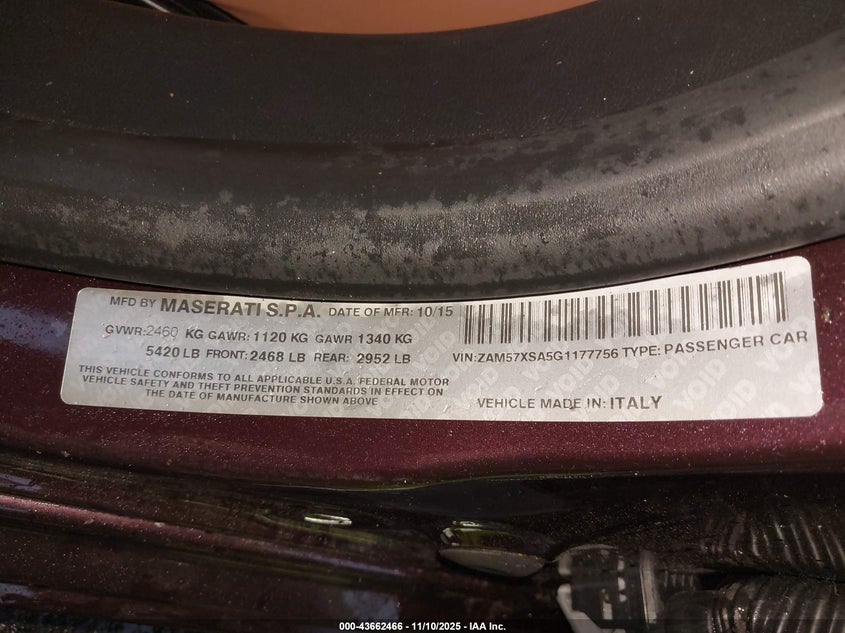 MFD BY MASERATI S.P.A. DATE OF MFR: 10/15
GVWR:2460 KG GAWR: 1120 KG GAWR 1340 KG
5420 LB FRONT: 2468 LB REAR: 2952 LB
THIS VEHICLE CONFORMS TO ALL APPLICABLE U.S.A. FEDERAL MOTOR
VEHICLE SAFETY AND THEFT PREVENTION STANDARDS IN EFFECT ON
THE DATE OF MANUFACTURE SHOWN ABOVE
VIN:ZAM57XSA5G1177756 TYPE: PASSENGER CAR
VEHICLE MADE IN: ITALY
000-43662466 - 11/10/2025 - IAA Inc.